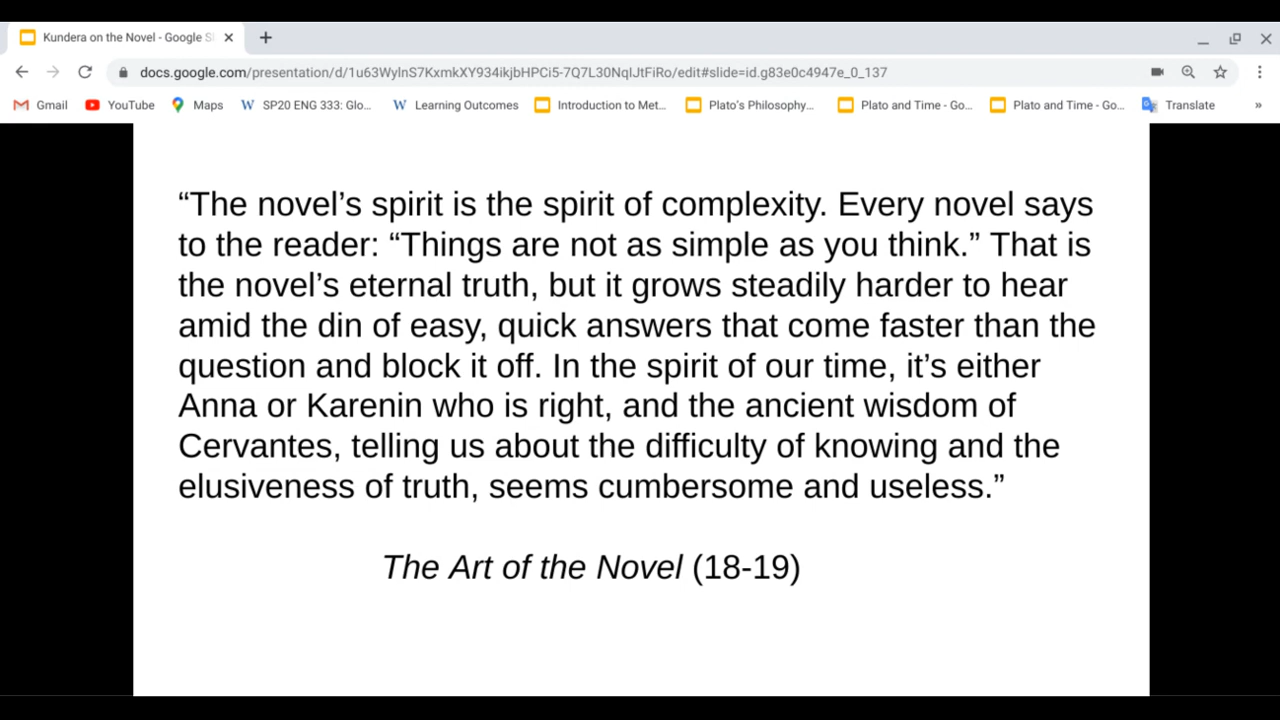 Kundera on the Novel - Google Sl
docs.google.com/presentation/d/1u63WylnS7KxmkXY934ikjbHPCi5-7Q7L30NqIJtFiRo/edit#slide=id.g83e0c4947e_0_137
Gmail YouTube Maps SP20 ENG 333: Glo... Learning Outcomes Introduction to Met... Plato's Philosophy... Plato and Time - Go... Plato and Time - Go... Translate »
“The novel’s spirit is the spirit of complexity. Every novel says
to the reader: “Things are not as simple as you think.” That is
the novel’s eternal truth, but it grows steadily harder to hear
amid the din of easy, quick answers that come faster than the
question and block it off. In the spirit of our time, it’s either
Anna or Karenin who is right, and the ancient wisdom of
Cervantes, telling us about the difficulty of knowing and the
elusiveness of truth, seems cumbersome and useless.”
The Art of the Novel (18-19)